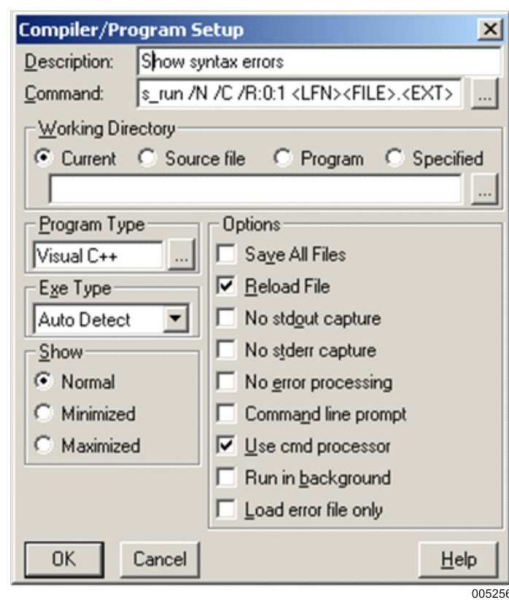 Compiler/Program Setup
Description: Show syntax errors
Command: s_run /N /C /R:0:1 <LFN><FILE>.<EXT> ...
Working Directory
Current Source file Program Specified
...
Program Type
Visual C++ ...
Exe Type
Auto Detect
Show
Normal
Minimized
Maximized
Options
Save All Files
Reload File
No stdout capture
No stderr capture
No error processing
Command line prompt
Use cmd processor
Run in background
Load error file only
OK Cancel Help
005256